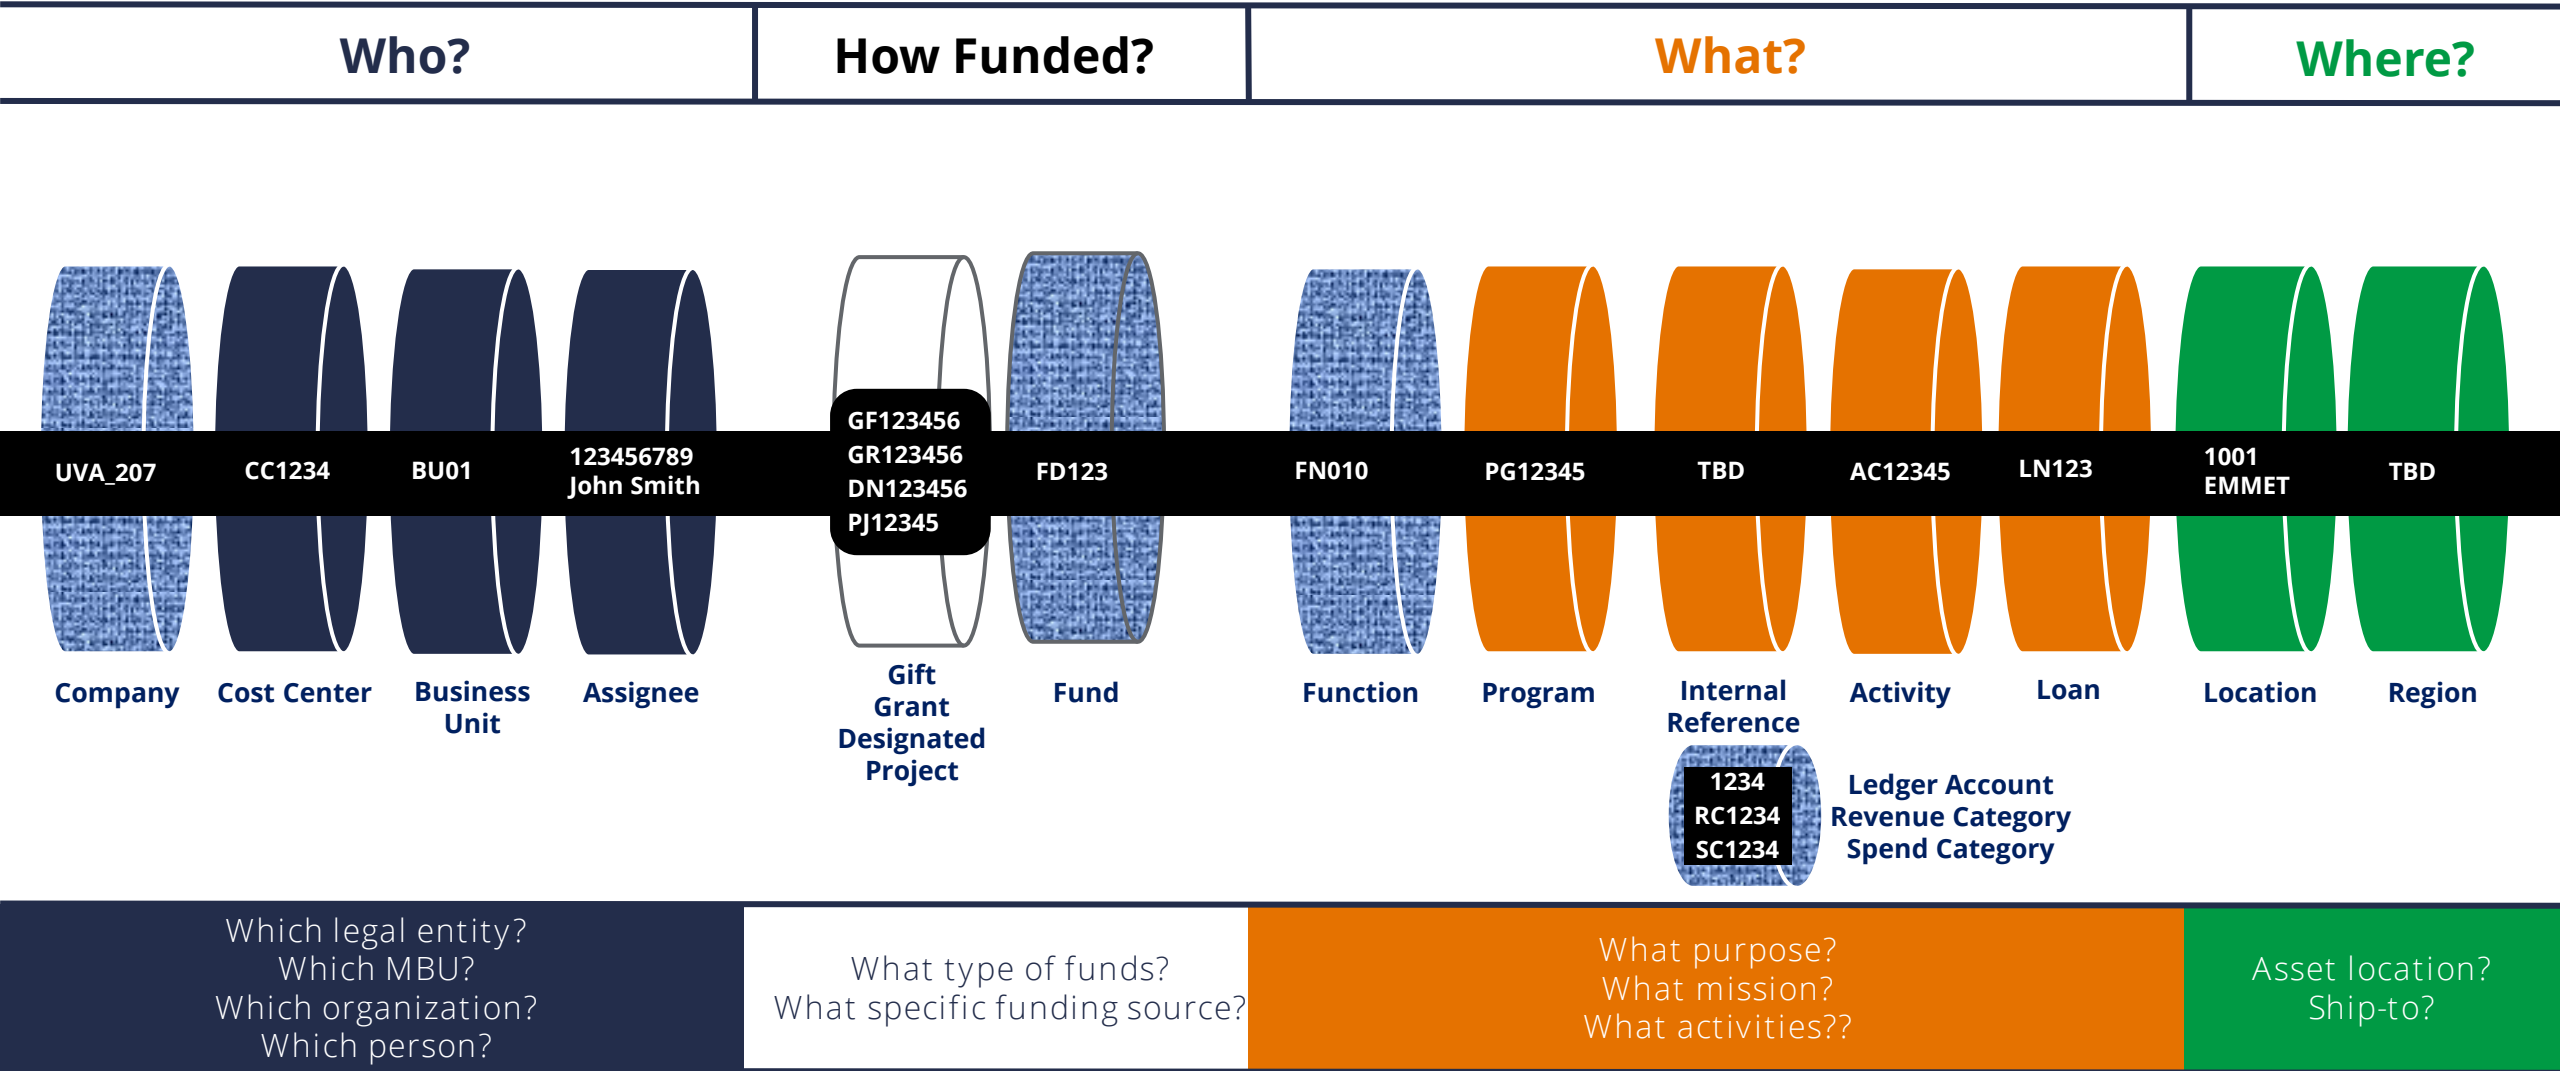 Who?
How Funded?
What?
Where?
UVA_207
CC1234
BU01
123456789
John Smith
GF123456
GR123456
DN123456
PJ12345
FD123
FN010
PG12345
TBD
AC12345
LN123
1001
EMMET
TBD
Company
Cost Center
Business
Unit
Assignee
Gift
Grant
Designated
Project
Fund
Function
Program
Internal
Reference
Activity
Loan
Location
Region
1234
RC1234
SC1234
Ledger Account
Revenue Category
Spend Category
Which legal entity?
Which MBU?
Which organization?
Which person?
What type of funds?
What specific funding source?
What purpose?
What mission?
What activities??
Asset location?
Ship-to?